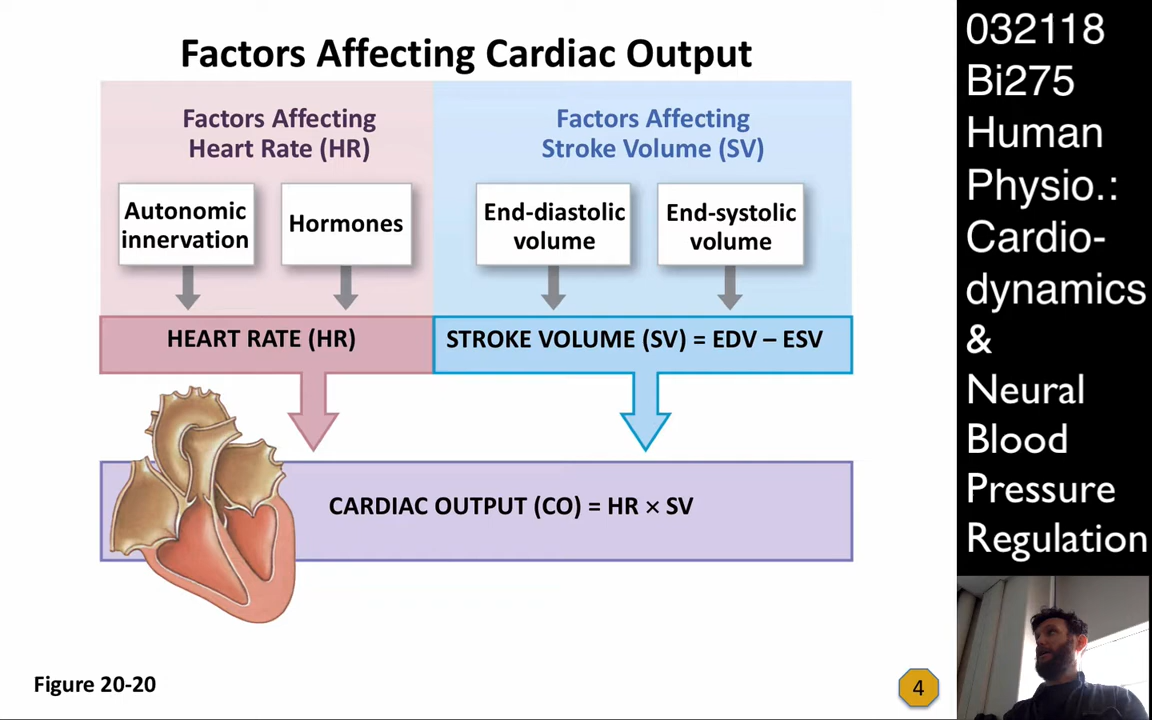 Factors Affecting Cardiac Output
Factors Affecting
Heart Rate (HR)
Factors Affecting
Stroke Volume (SV)
Autonomic
innervation
Hormones
End-diastolic
volume
End-systolic
volume
HEART RATE (HR)
STROKE VOLUME (SV) = EDV – ESV
CARDIAC OUTPUT (CO) = HR × SV
Figure 20-20
4
032118
Bi275
Human
Physio.:
Cardio-
dynamics
&
Neural
Blood
Pressure
Regulation